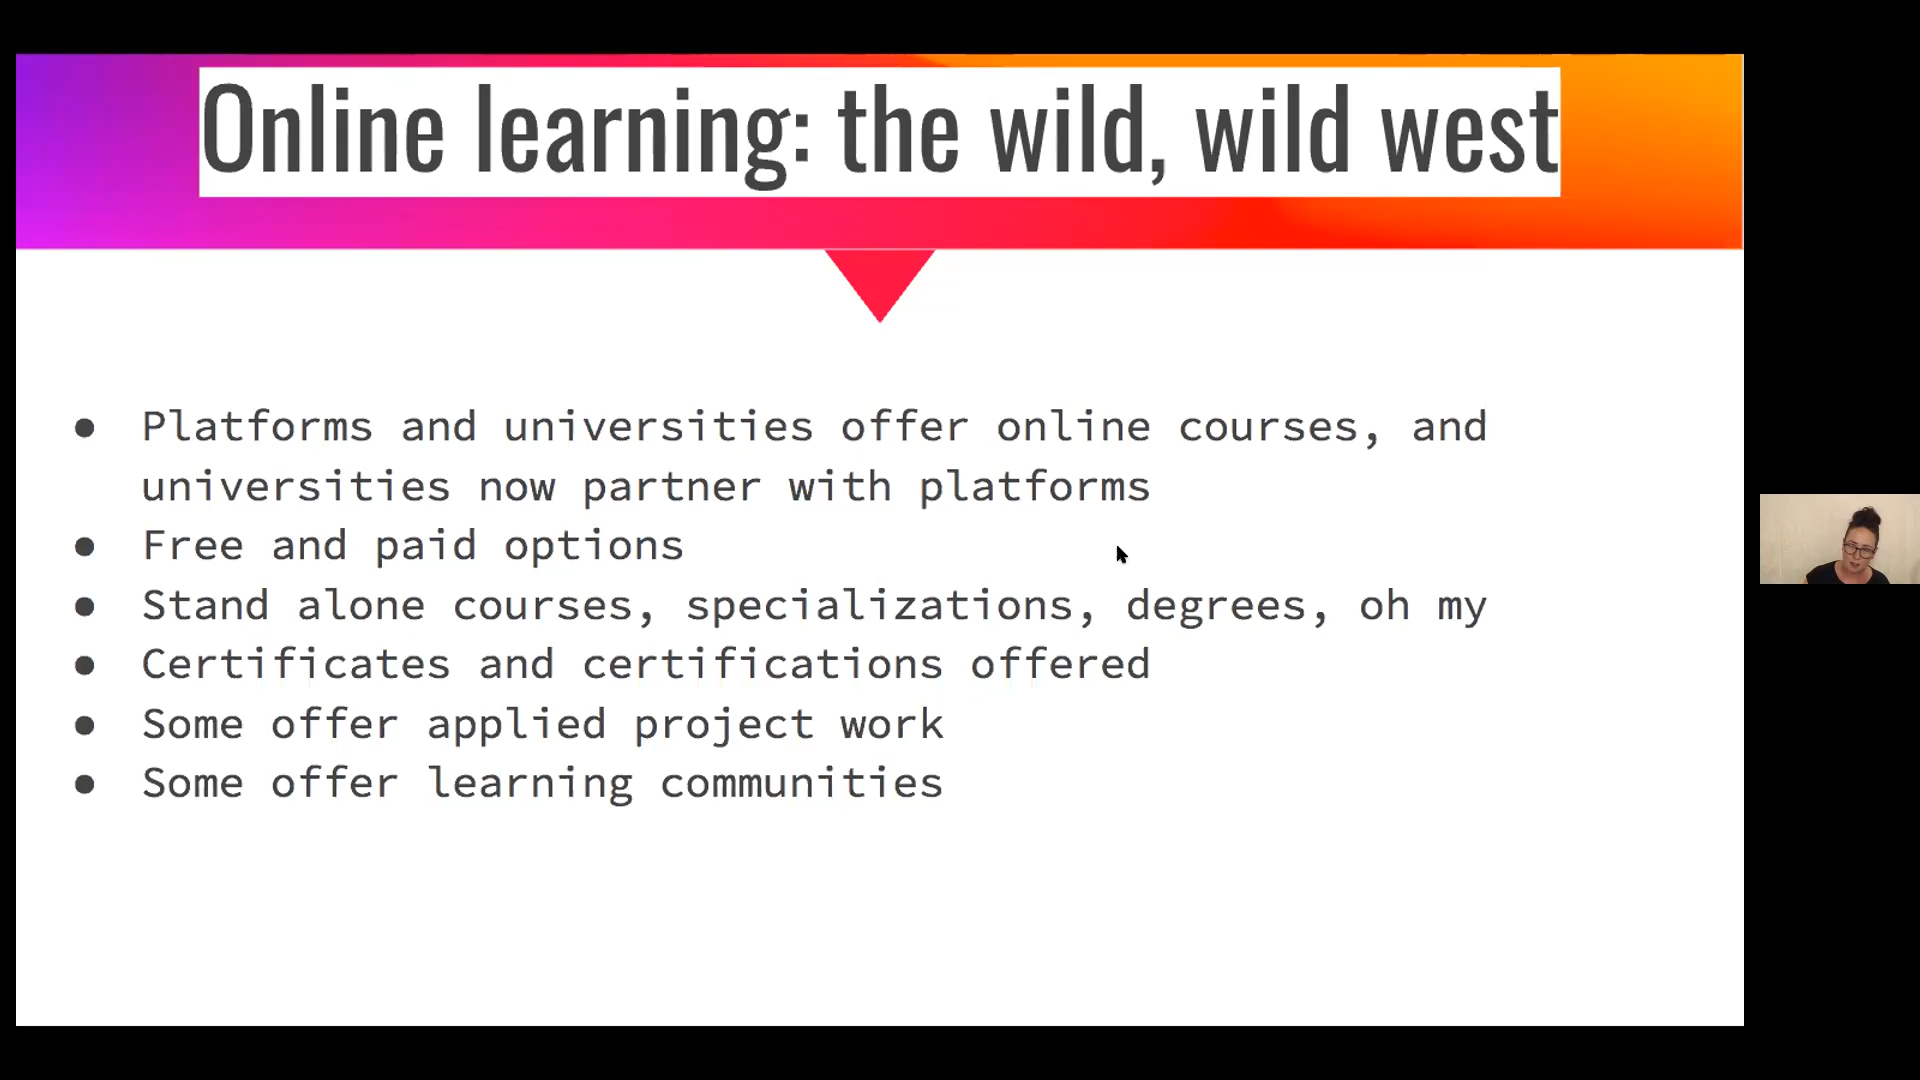 Online learning: the wild, wild west
● Platforms and universities offer online courses, and
universities now partner with platforms
● Free and paid options
● Stand alone courses, specializations, degrees, oh my
● Certificates and certifications offered
● Some offer applied project work
● Some offer learning communities